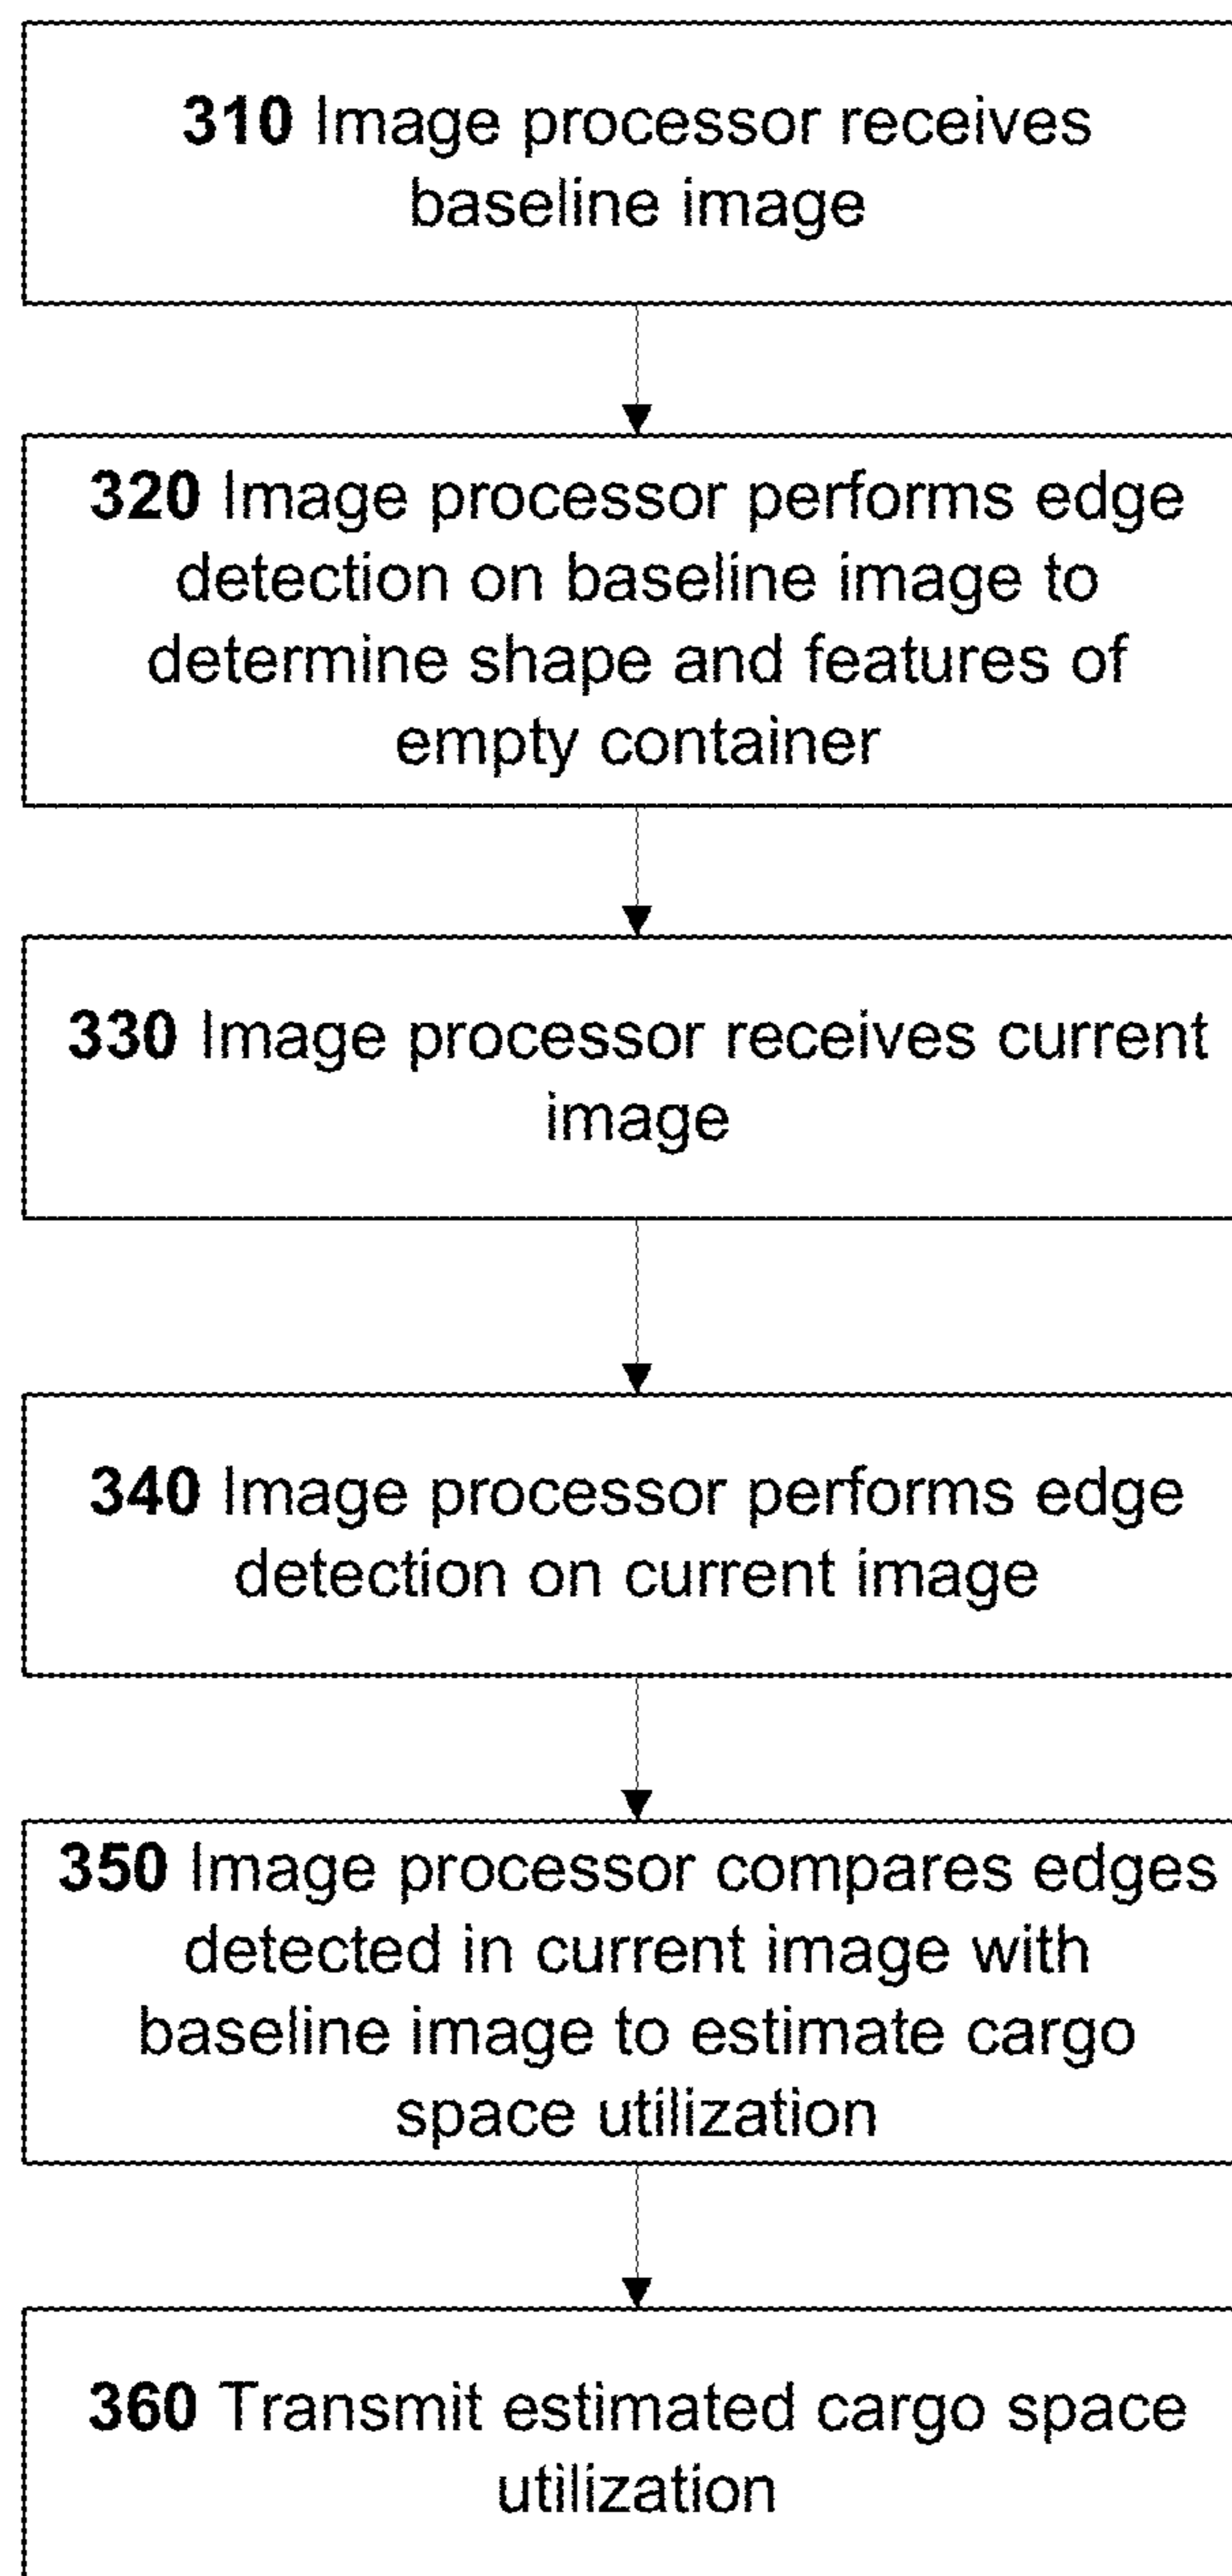 310 Image processor receives
baseline image
320 Image processor performs edge
detection on baseline image to
determine shape and features of
empty container
330 Image processor receives current
image
340 Image processor performs edge
detection on current image
350 Image processor compares edges
detected in current image with
baseline image to estimate cargo
space utilization
360 Transmit estimated cargo space
utilization